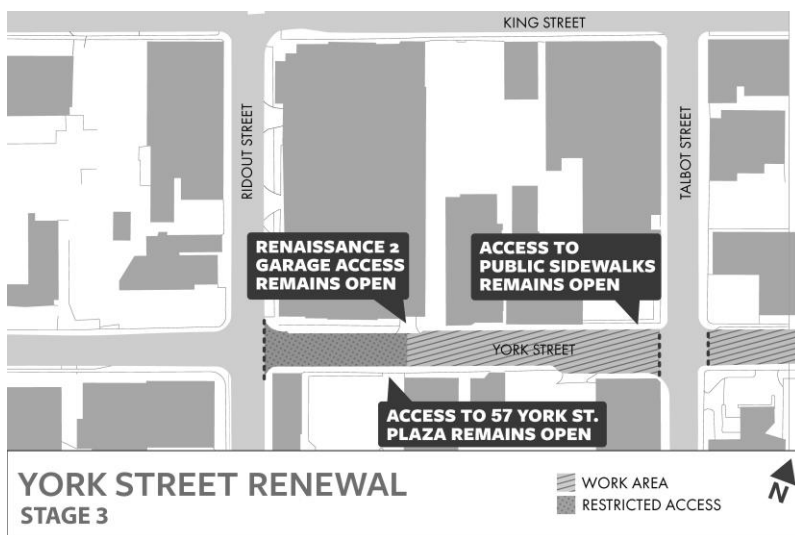 KING STREET
RIDOUT STREET
TALBOT STREET
RENAISSANCE 2
GARAGE ACCESS
REMAINS OPEN
ACCESS TO
PUBLIC SIDEWALKS
REMAINS OPEN
YORK STREET
ACCESS TO 57 YORK ST.
PLAZA REMAINS OPEN
YORK STREET RENEWAL
STAGE 3
WORK AREA
RESTRICTED ACCESS
N